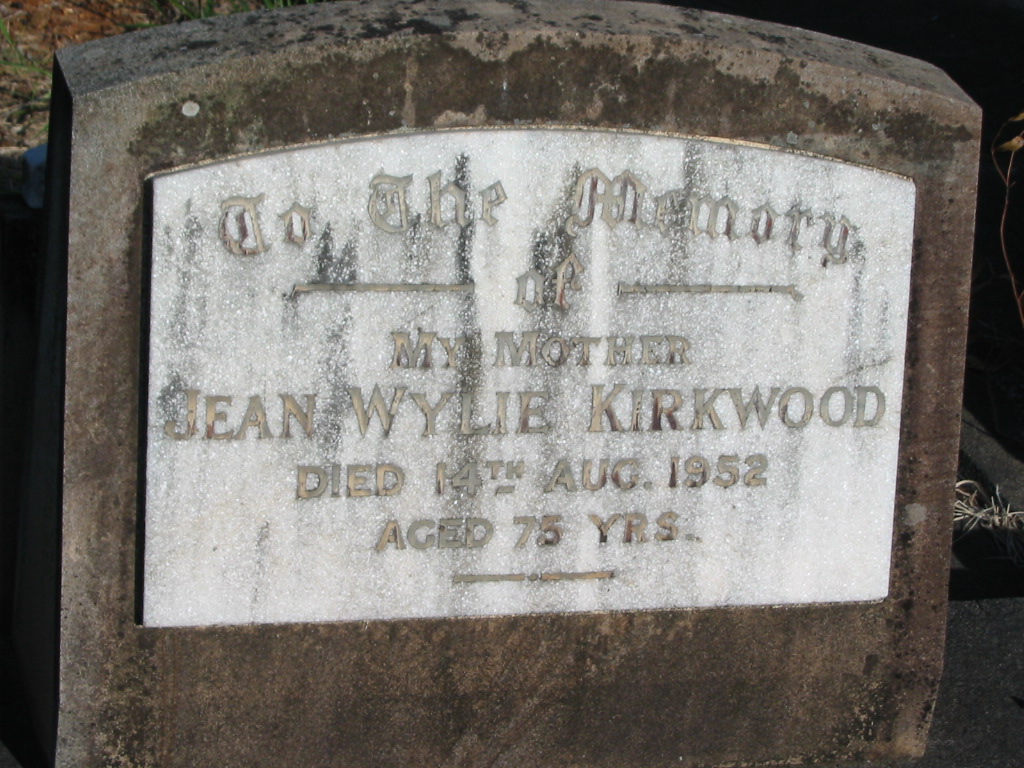 To The Memory
of
MY MOTHER
JEAN WYLIE KIRKWOOD
DIED 14TH AUG. 1952
AGED 75 YRS.